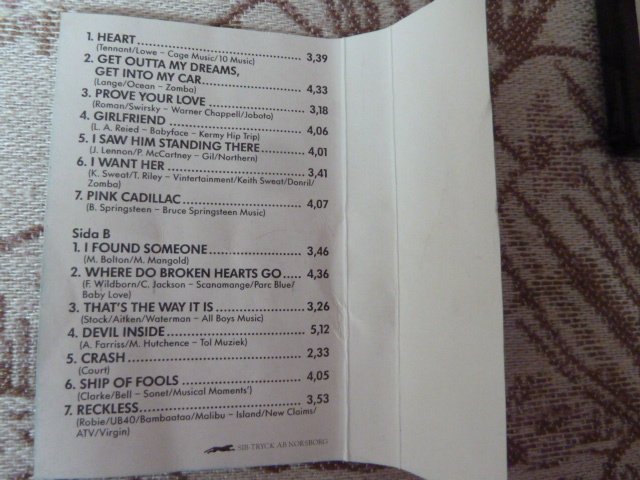 1. HEART 3,39
(Tennant/Lowe – Cage Music/10 Music)
2. GET OUTTA MY DREAMS,
GET INTO MY CAR 4,33
(Lange/Ocean – Zomba)
3. PROVE YOUR LOVE 3,18
(Roman/Swirsky – Warner Chappell/Joboto)
4. GIRLFRIEND 4,06
(L. A. Reied – Babyface – Kermy Hip Trip)
5. I SAW HIM STANDING THERE 4,01
(J. Lennon/P. McCartney – Gil/Northern)
6. I WANT HER 3,41
(K. Sweat/T. Riley – Vintertainment/Keith Sweat/Donril/
Zomba)
7. PINK CADILLAC 4,07
(B. Springsteen – Bruce Springsteen Music)
Sida B
1. I FOUND SOMEONE 3,46
(M. Bolton/M. Mangold)
2. WHERE DO BROKEN HEARTS GO 4,36
(F. Wildborn/C. Jackson – Scanamange/Parc Blue/
Baby Love)
3. THAT'S THE WAY IT IS 3,26
(Stock/Aitken/Waterman – All Boys Music)
4. DEVIL INSIDE 5,12
(A. Farriss/M. Hutchence – Tol Muziek)
5. CRASH 2,33
(Court)
6. SHIP OF FOOLS 4,05
(Clarke/Bell – Sonet/Musical Moments')
7. RECKLESS 3,53
(Robie/UB40/Bambaataa/Malibu – Island/New Claims/
ATV/Virgin)
SIB-TRYCK AB NORSBORG